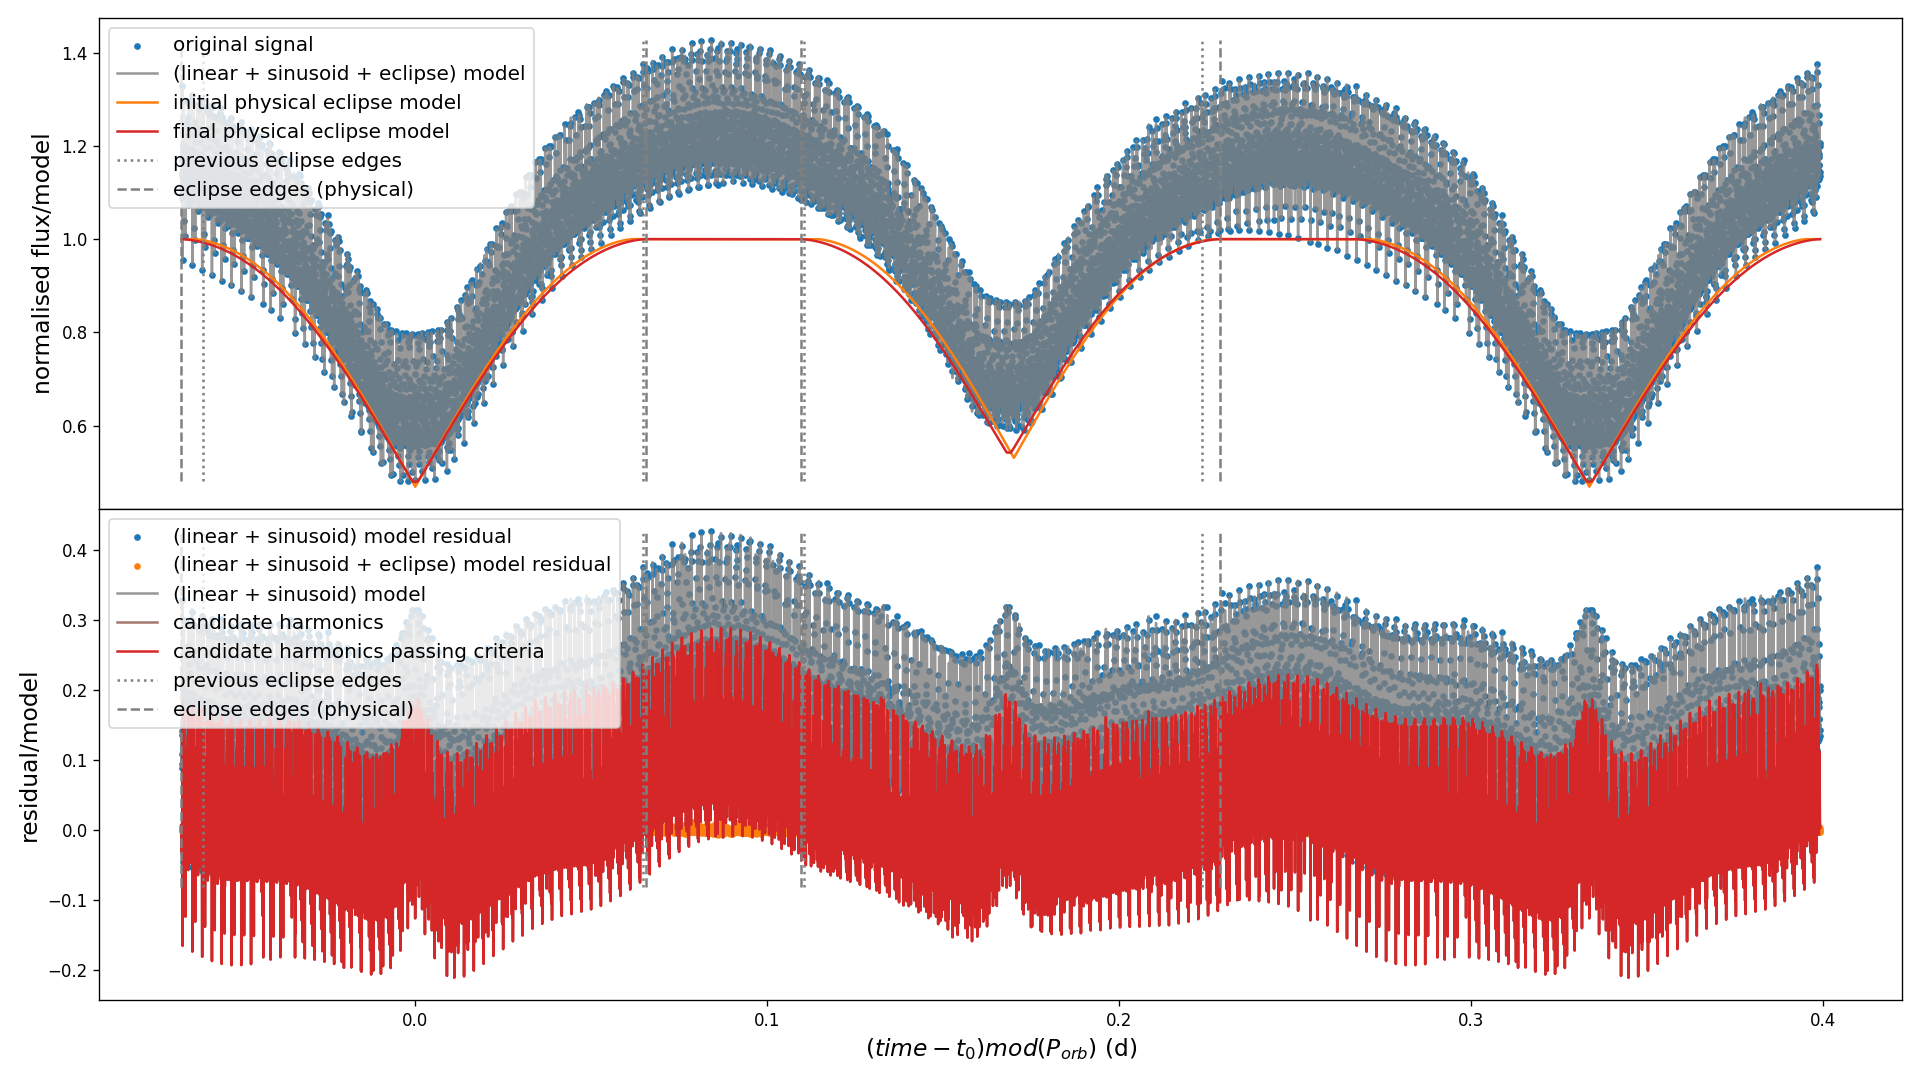 normalised flux/model
1.4
1.2
1.0
0.8
0.6
original signal
(linear + sinusoid + eclipse) model
initial physical eclipse model
final physical eclipse model
previous eclipse edges
eclipse edges (physical)
residual/model
0.4
0.3
0.2
0.1
0.0
−0.1
−0.2
(linear + sinusoid) model residual
(linear + sinusoid + eclipse) model residual
(linear + sinusoid) model
candidate harmonics
candidate harmonics passing criteria
previous eclipse edges
eclipse edges (physical)
0.0 0.1 0.2 0.3 0.4
(time − t₀)mod(P_orb) (d)